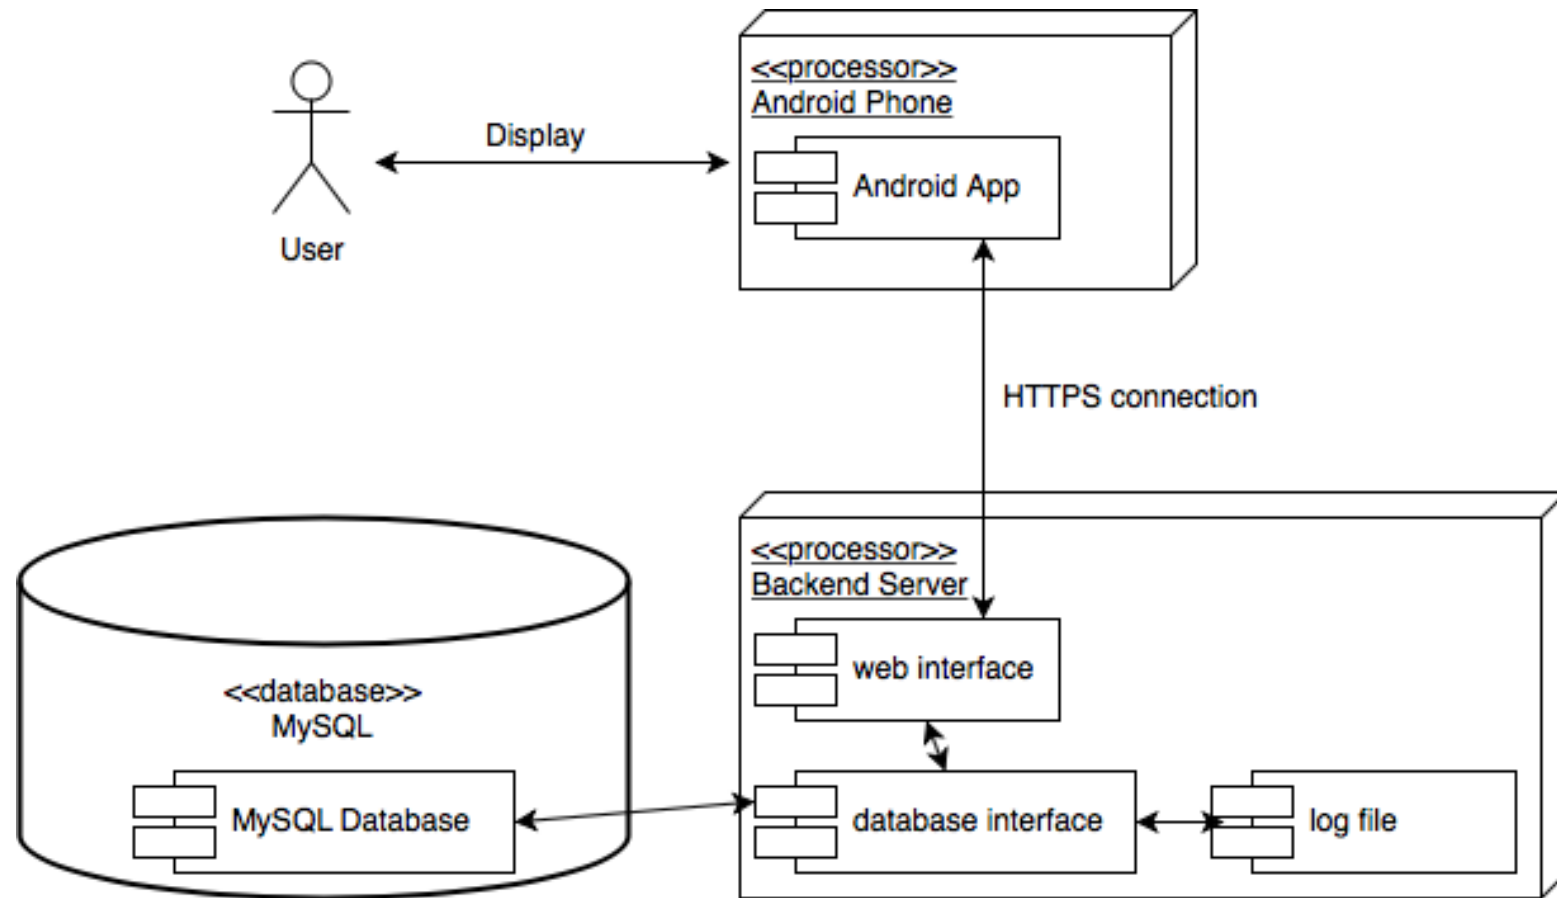 <<processor>>
Android Phone
Display
Android App
User
HTTPS connection
<<processor>>
Backend Server
web interface
<<database>>
MySQL
MySQL Database
database interface
log file